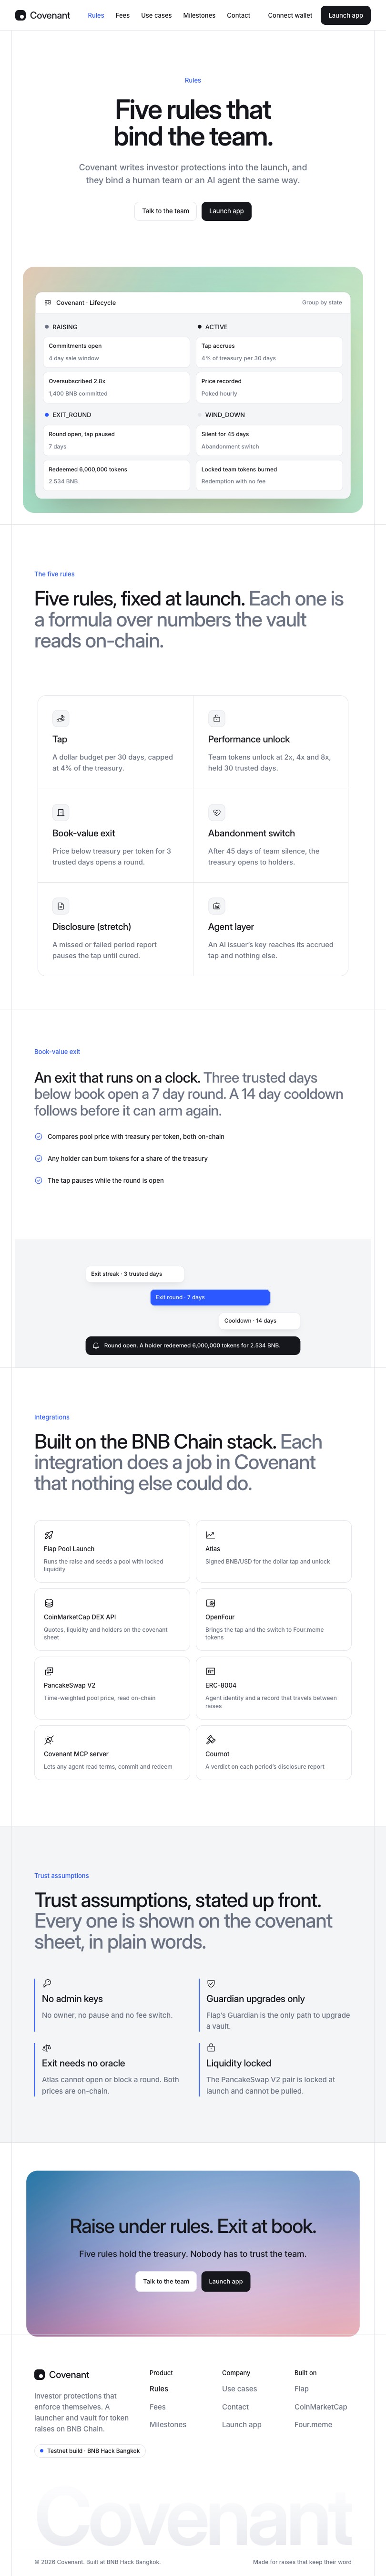 Covenant Rules Fees Use cases Milestones Contact Connect wallet Launch app
Rules
Five rules that
bind the team.
Covenant writes investor protections into the launch, and
they bind a human team or an AI agent the same way.
Talk to the team Launch app
Covenant · Lifecycle Group by state
RAISING ACTIVE
Commitments open Tap accrues
4 day sale window 4% of treasury per 30 days
Oversubscribed 2.8x Price recorded
1,400 BNB committed Poked hourly
EXIT_ROUND WIND_DOWN
Round open, tap paused Silent for 45 days
7 days Abandonment switch
Redeemed 6,000,000 tokens Locked team tokens burned
2.534 BNB Redemption with no fee
The five rules
Five rules, fixed at launch. Each one is
a formula over numbers the vault
reads on-chain.
Tap Performance unlock
A dollar budget per 30 days, capped Team tokens unlock at 2x, 4x and 8x,
at 4% of the treasury. held 30 trusted days.
Book-value exit Abandonment switch
Price below treasury per token for 3 After 45 days of team silence, the
trusted days opens a round. treasury opens to holders.
Disclosure (stretch) Agent layer
A missed or failed period report An AI issuer's key reaches its accrued
pauses the tap until cured. tap and nothing else.
Book-value exit
An exit that runs on a clock. Three trusted days
below book open a 7 day round. A 14 day cooldown
follows before it can arm again.
Compares pool price with treasury per token, both on-chain
Any holder can burn tokens for a share of the treasury
The tap pauses while the round is open
Exit streak · 3 trusted days
Exit round · 7 days
Cooldown · 14 days
Round open. A holder redeemed 6,000,000 tokens for 2.534 BNB.
Integrations
Built on the BNB Chain stack. Each
integration does a job in Covenant
that nothing else could do.
Flap Pool Launch Atlas
Runs the raise and seeds a pool with locked Signed BNB/USD for the dollar tap and unlock
liquidity
CoinMarketCap DEX API OpenFour
Quotes, liquidity and holders on the covenant Brings the tap and the switch to Four.meme
sheet tokens
PancakeSwap V2 ERC-8004
Time-weighted pool price, read on-chain Agent identity and a record that travels between
raises
Covenant MCP server Cournot
Lets any agent read terms, commit and redeem A verdict on each period's disclosure report
Trust assumptions
Trust assumptions, stated up front.
Every one is shown on the covenant
sheet, in plain words.
No admin keys Guardian upgrades only
No owner, no pause and no fee switch. Flap's Guardian is the only path to upgrade
a vault.
Exit needs no oracle Liquidity locked
Atlas cannot open or block a round. Both The PancakeSwap V2 pair is locked at
prices are on-chain. launch and cannot be pulled.
Raise under rules. Exit at book.
Five rules hold the treasury. Nobody has to trust the team.
Talk to the team Launch app
Covenant Product Company Built on
Investor protections that Rules Use cases Flap
enforce themselves. A Fees Contact CoinMarketCap
launcher and vault for token Milestones Launch app Four.meme
raises on BNB Chain.
Testnet build · BNB Hack Bangkok
Covenant
© 2026 Covenant. Built at BNB Hack Bangkok. Made for raises that keep their word